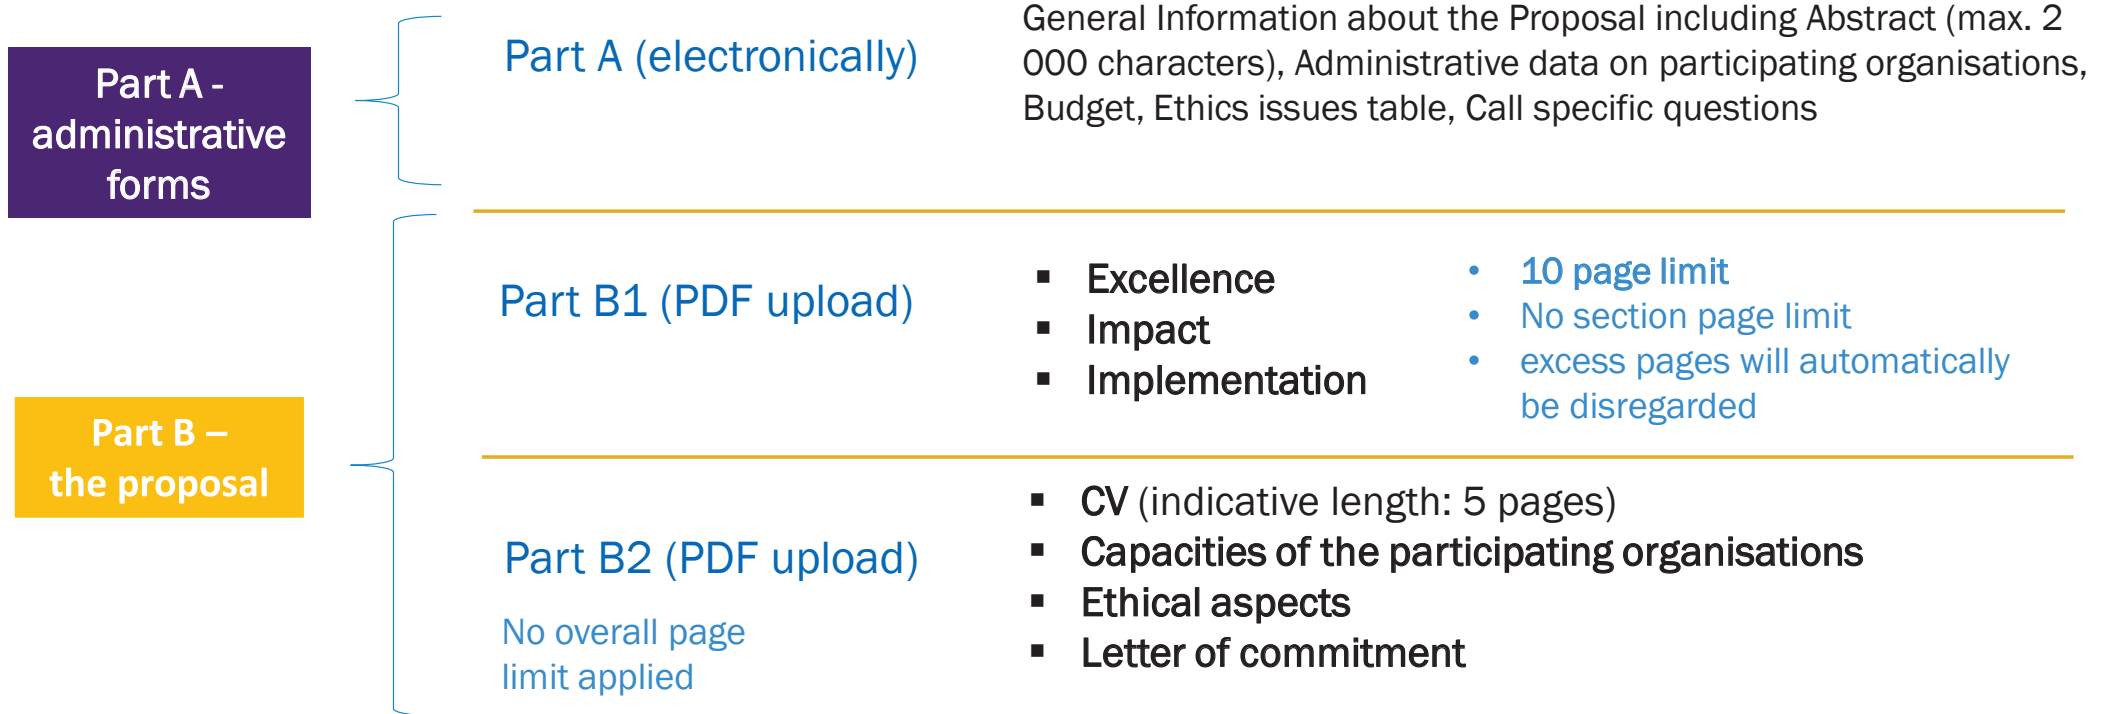 Part A -
administrative
forms
Part A (electronically)
General Information about the Proposal including Abstract (max. 2
000 characters), Administrative data on participating organisations,
Budget, Ethics issues table, Call specific questions
Part B –
the proposal
Part B1 (PDF upload)
▪ Excellence
▪ Impact
▪ Implementation
• 10 page limit
• No section page limit
• excess pages will automatically
be disregarded
Part B2 (PDF upload)
No overall page
limit applied
▪ CV (indicative length: 5 pages)
▪ Capacities of the participating organisations
▪ Ethical aspects
▪ Letter of commitment